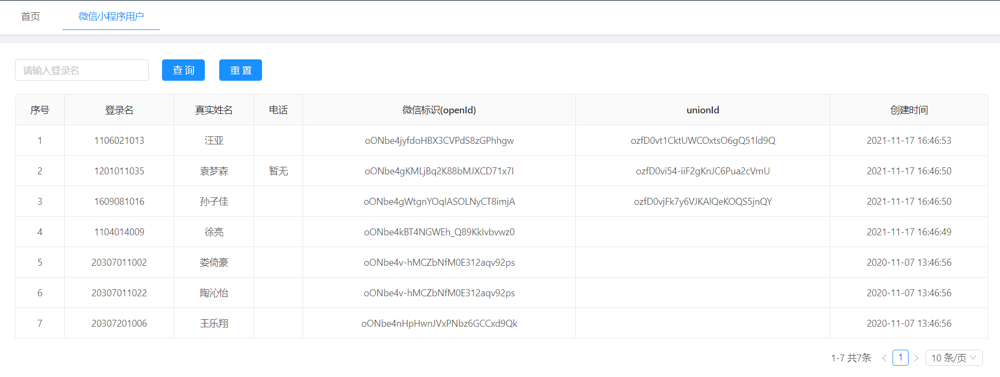 首页 微信小程序用户
请输入登录名 查询 重置
序号 登录名 真实姓名 电话 微信标识(openId) unionId 创建时间
1 1106021013 汪亚 oONbe4jyfdoHBX3CVPdS8zGPhhgw ozfD0vt1CktUWCOxtsO6gQ51ld9Q 2021-11-17 16:46:53
2 1201011035 袁梦森 暂无 oONbe4gKMLjBq2K88bMJXCD71x7I ozfD0vi54-iiF2gKnJC6Pua2cVmU 2021-11-17 16:46:50
3 1609081016 孙子佳 oONbe4gWtgnYOqIASOLNyCT8imjA ozfD0vjFk7y6VJKAlQeKOQS5jnQY 2021-11-17 16:46:50
4 1104014009 徐亮 oONbe4kBT4NGWEh_Q89KkIvbvwz0 2021-11-17 16:46:49
5 20307011002 娄倚豪 oONbe4v-hMCZbNfM0E312aqv92ps 2020-11-07 13:46:56
6 20307011022 陶沁怡 oONbe4v-hMCZbNfM0E312aqv92ps 2020-11-07 13:46:56
7 20307201006 王乐翔 oONbe4nHpHwnJVxPNbz6GCCxd9Qk 2020-11-07 13:46:56
1-7 共7条 < 1 > 10 条/页